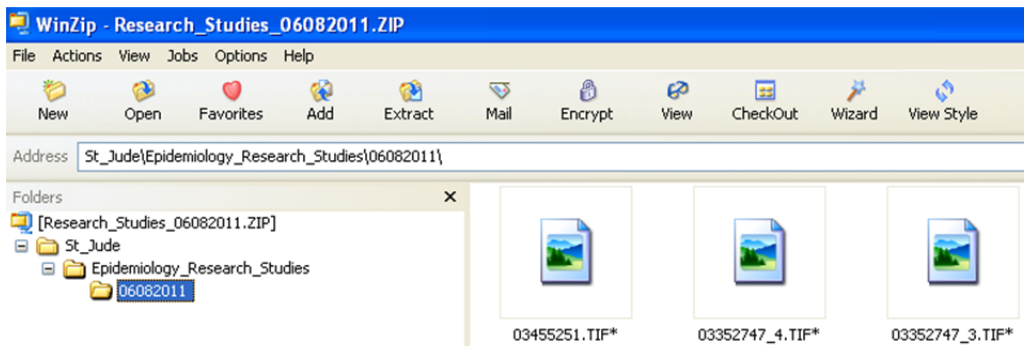 WinZip - Research_Studies_06082011.ZIP
File Actions View Jobs Options Help
New Open Favorites Add Extract Mail Encrypt View CheckOut Wizard View Style
Address St_Jude\Epidemiology_Research_Studies\06082011\
Folders
[Research_Studies_06082011.ZIP]
St_Jude
Epidemiology_Research_Studies
06082011
03455251.TIF* 03352747_4.TIF* 03352747_3.TIF*